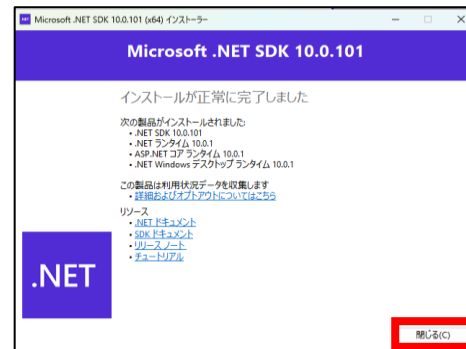 Microsoft .NET SDK 10.0.101 (x64) インストーラー
Microsoft .NET SDK 10.0.101
インストールが正常に完了しました
次の製品がインストールされました:
• .NET SDK 10.0.101
• .NET ランタイム 10.0.1
• ASP.NET コア ランタイム 10.0.1
• .NET Windows デスクトップ ランタイム 10.0.1
この製品は利用状況データを収集します
• 詳細およびオプトアウトについてはこちら
リソース
• .NET ドキュメント
• SDK ドキュメント
• リリース ノート
• チュートリアル
.NET
閉じる(C)